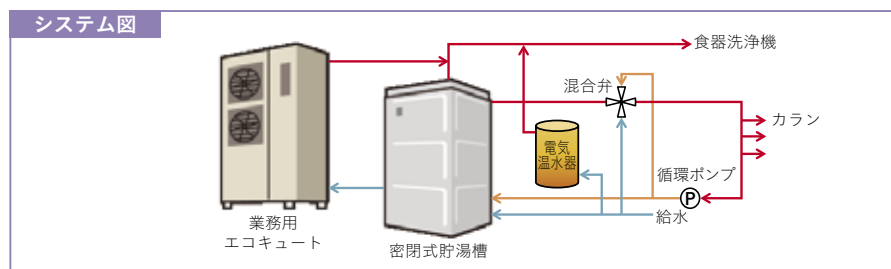 システム図
食器洗浄機
混合弁
カラン
電気
温水器
循環ポンプ
P
給水
業務用
エコキュート
密閉式貯湯槽